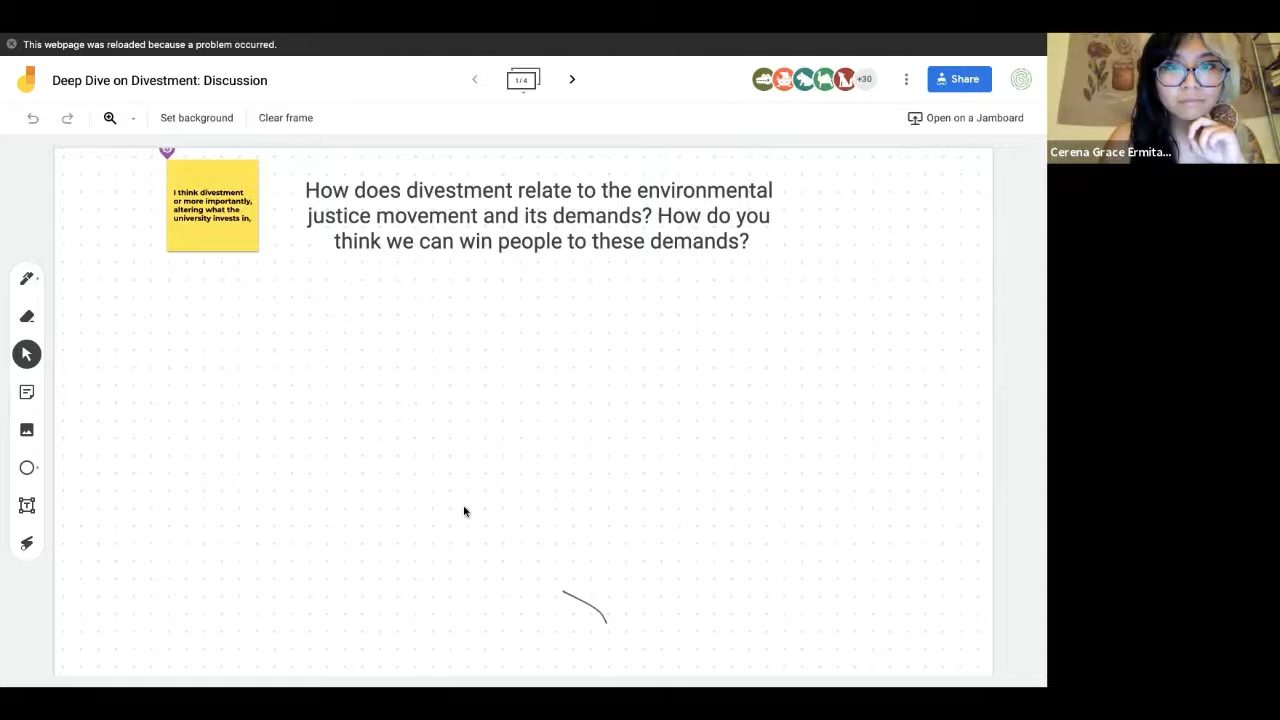 This webpage was reloaded because a problem occurred.
Deep Dive on Divestment: Discussion
1/4
+30
Share
Set background
Clear frame
Open on a Jamboard
Cerena Grace Ermita...
I think divestment
or more importantly,
altering what the
university invests in,
How does divestment relate to the environmental
justice movement and its demands? How do you
think we can win people to these demands?